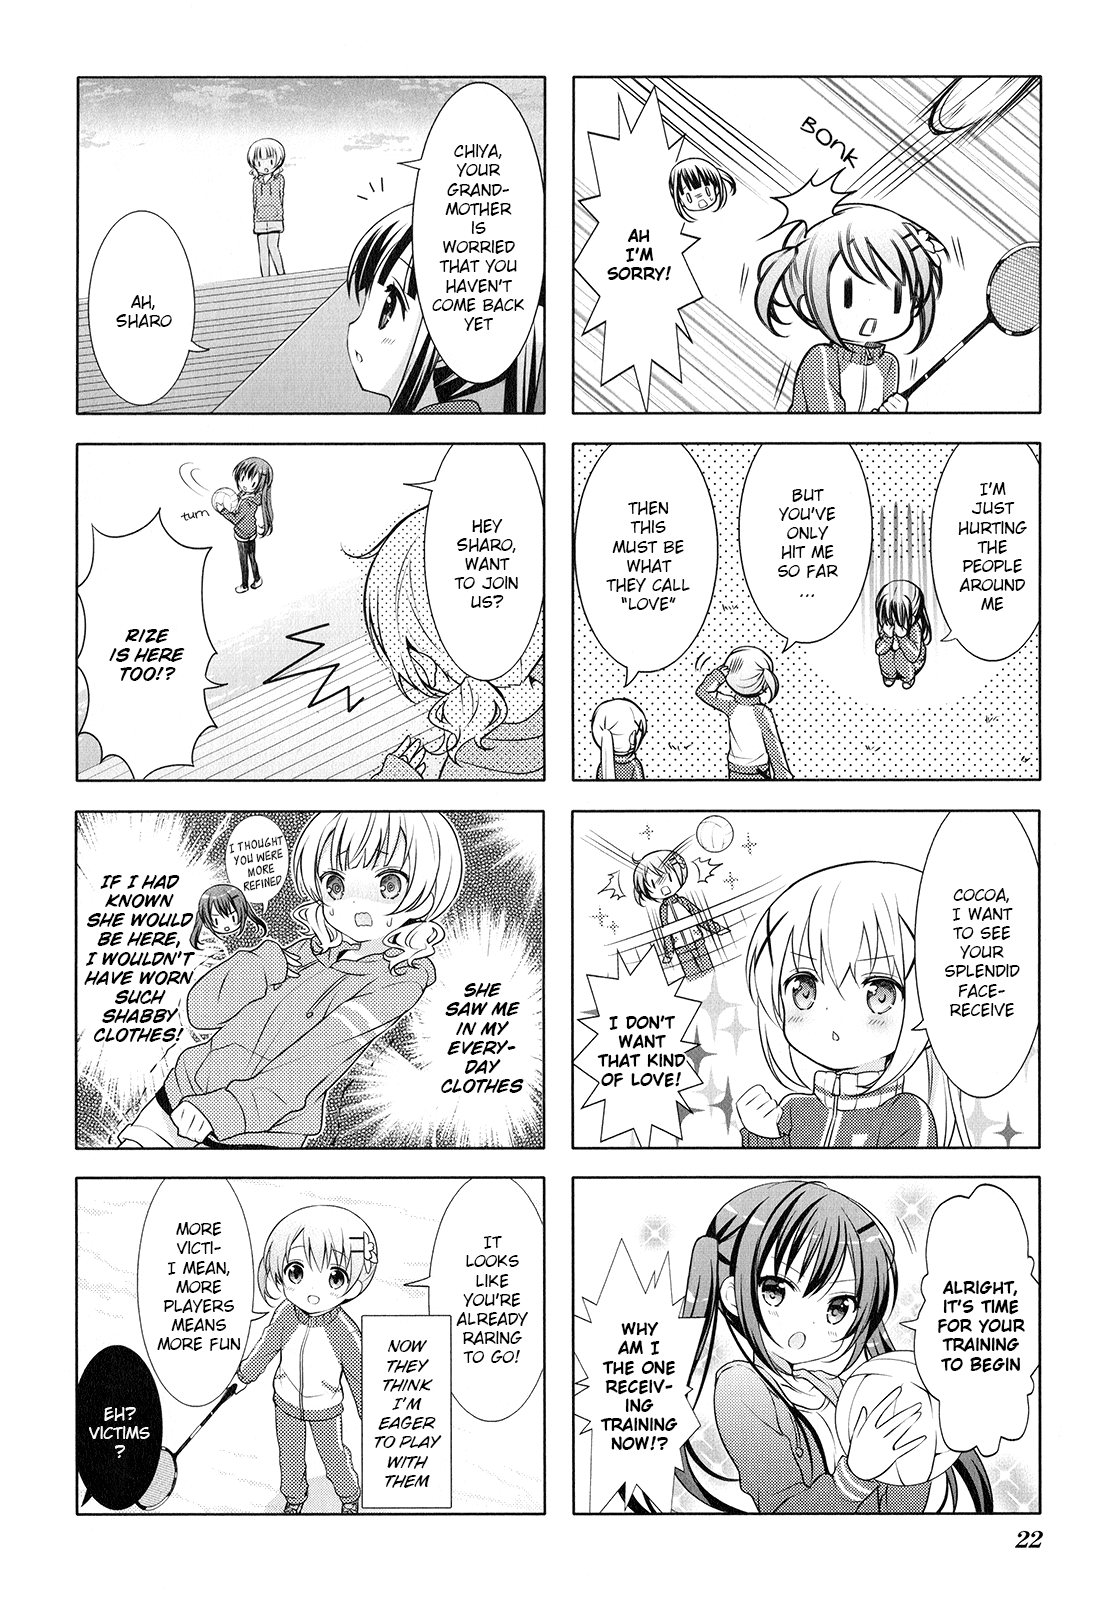 BONK
AH
I'M
SORRY!
I'M
JUST
HURTING
THE
PEOPLE
AROUND
ME
BUT
YOU'VE
ONLY
HIT ME
SO FAR
...
THEN
THIS
MUST BE
WHAT
THEY CALL
"LOVE"
COCOA,
I WANT
TO SEE
YOUR
SPLENDID
FACE-
RECEIVE
I DON'T
WANT
THAT KIND
OF LOVE!
ALRIGHT,
IT'S TIME
FOR YOUR
TRAINING
TO BEGIN
WHY
AM I
THE ONE
RECEIV-
ING
TRAINING
NOW!?
CHIYA,
YOUR
GRAND-
MOTHER
IS
WORRIED
THAT YOU
HAVEN'T
COME BACK
YET
AH,
SHARO
HEY
SHARO,
WANT
TO JOIN
US?
turn
RIZE
IS HERE
TOO!?
SHE
SAW ME
IN MY
EVERY-
DAY
CLOTHES
I THOUGHT
YOU WERE
MORE
REFINED
IF I HAD
KNOWN
SHE WOULD
BE HERE,
I WOULDN'T
HAVE WORN
SUCH
SHABBY
CLOTHES!
IT
LOOKS
LIKE
YOU'RE
ALREADY
RARING
TO GO!
NOW
THEY
THINK
I'M
EAGER
TO PLAY
WITH
THEM
MORE
VICTI-
I MEAN,
MORE
PLAYERS
MEANS
MORE FUN
EH?
VICTIMS
?
22